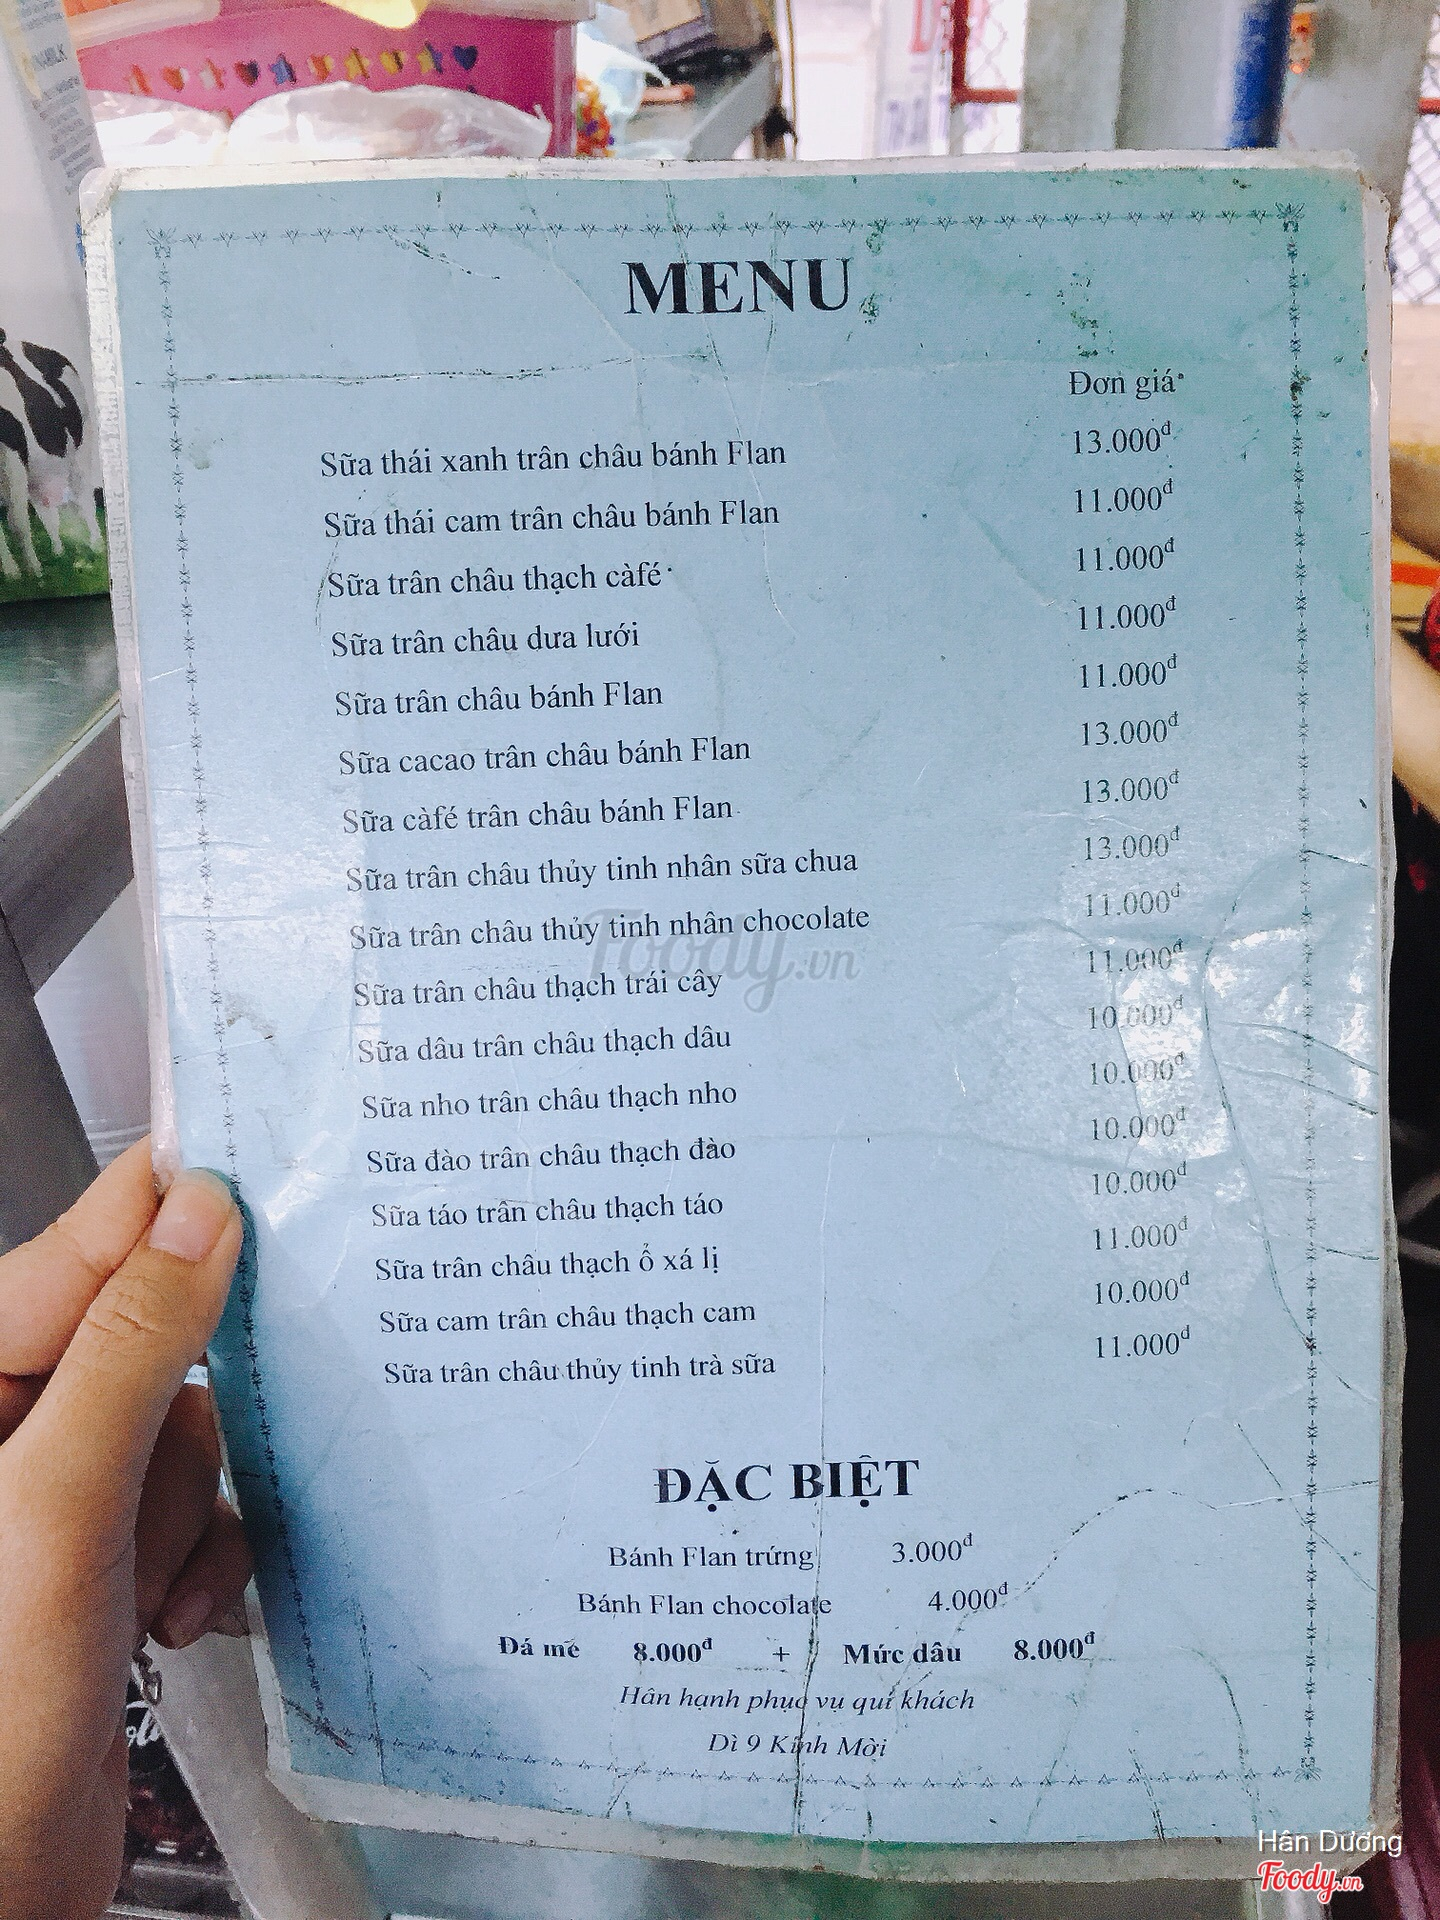 MENU
Đơn giá
Sữa thái xanh trân châu bánh Flan 13.000đ
Sữa thái cam trân châu bánh Flan 11.000đ
Sữa trân châu thạch càfé 11.000đ
Sữa trân châu dưa lưới 11.000đ
Sữa trân châu bánh Flan 11.000đ
Sữa cacao trân châu bánh Flan 13.000đ
Sữa càfé trân châu bánh Flan 13.000đ
Sữa trân châu thủy tinh nhân sữa chua 13.000đ
Sữa trân châu thủy tinh nhân chocolate 11.000đ
Sữa trân châu thạch trái cây 11.000đ
Sữa dâu trân châu thạch dâu 10.000đ
Sữa nho trân châu thạch nho 10.000đ
Sữa đào trân châu thạch đào 10.000đ
Sữa táo trân châu thạch táo 10.000đ
Sữa trân châu thạch ổ xá lị 11.000đ
Sữa cam trân châu thạch cam 10.000đ
Sữa trân châu thủy tinh trà sữa 11.000đ
ĐẶC BIỆT
Bánh Flan trứng 3.000đ
Bánh Flan chocolate 4.000đ
Đá me 8.000đ + Mức dâu 8.000đ
Hân hạnh phục vụ quí khách
Dì 9 Kính Mời
Foody.vn
Hân Dương
Foody.vn